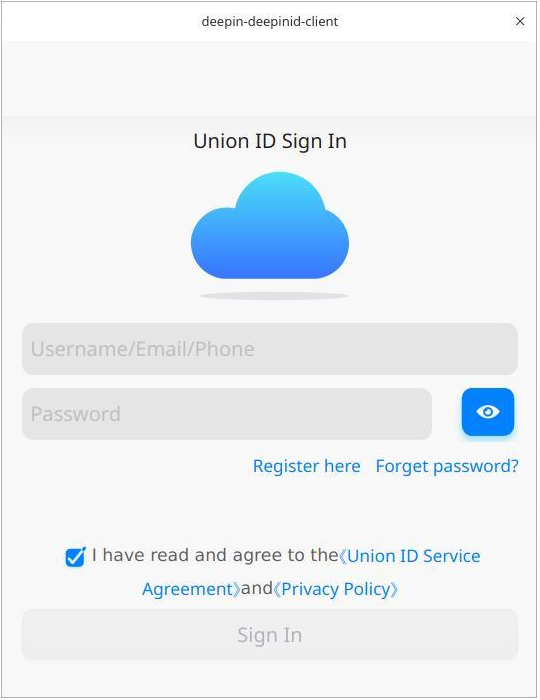 deepin-deepinid-client
Union ID Sign In
Username/Email/Phone
Password
Register here Forget password?
I have read and agree to the《Union ID Service
Agreement》and《Privacy Policy》
Sign In